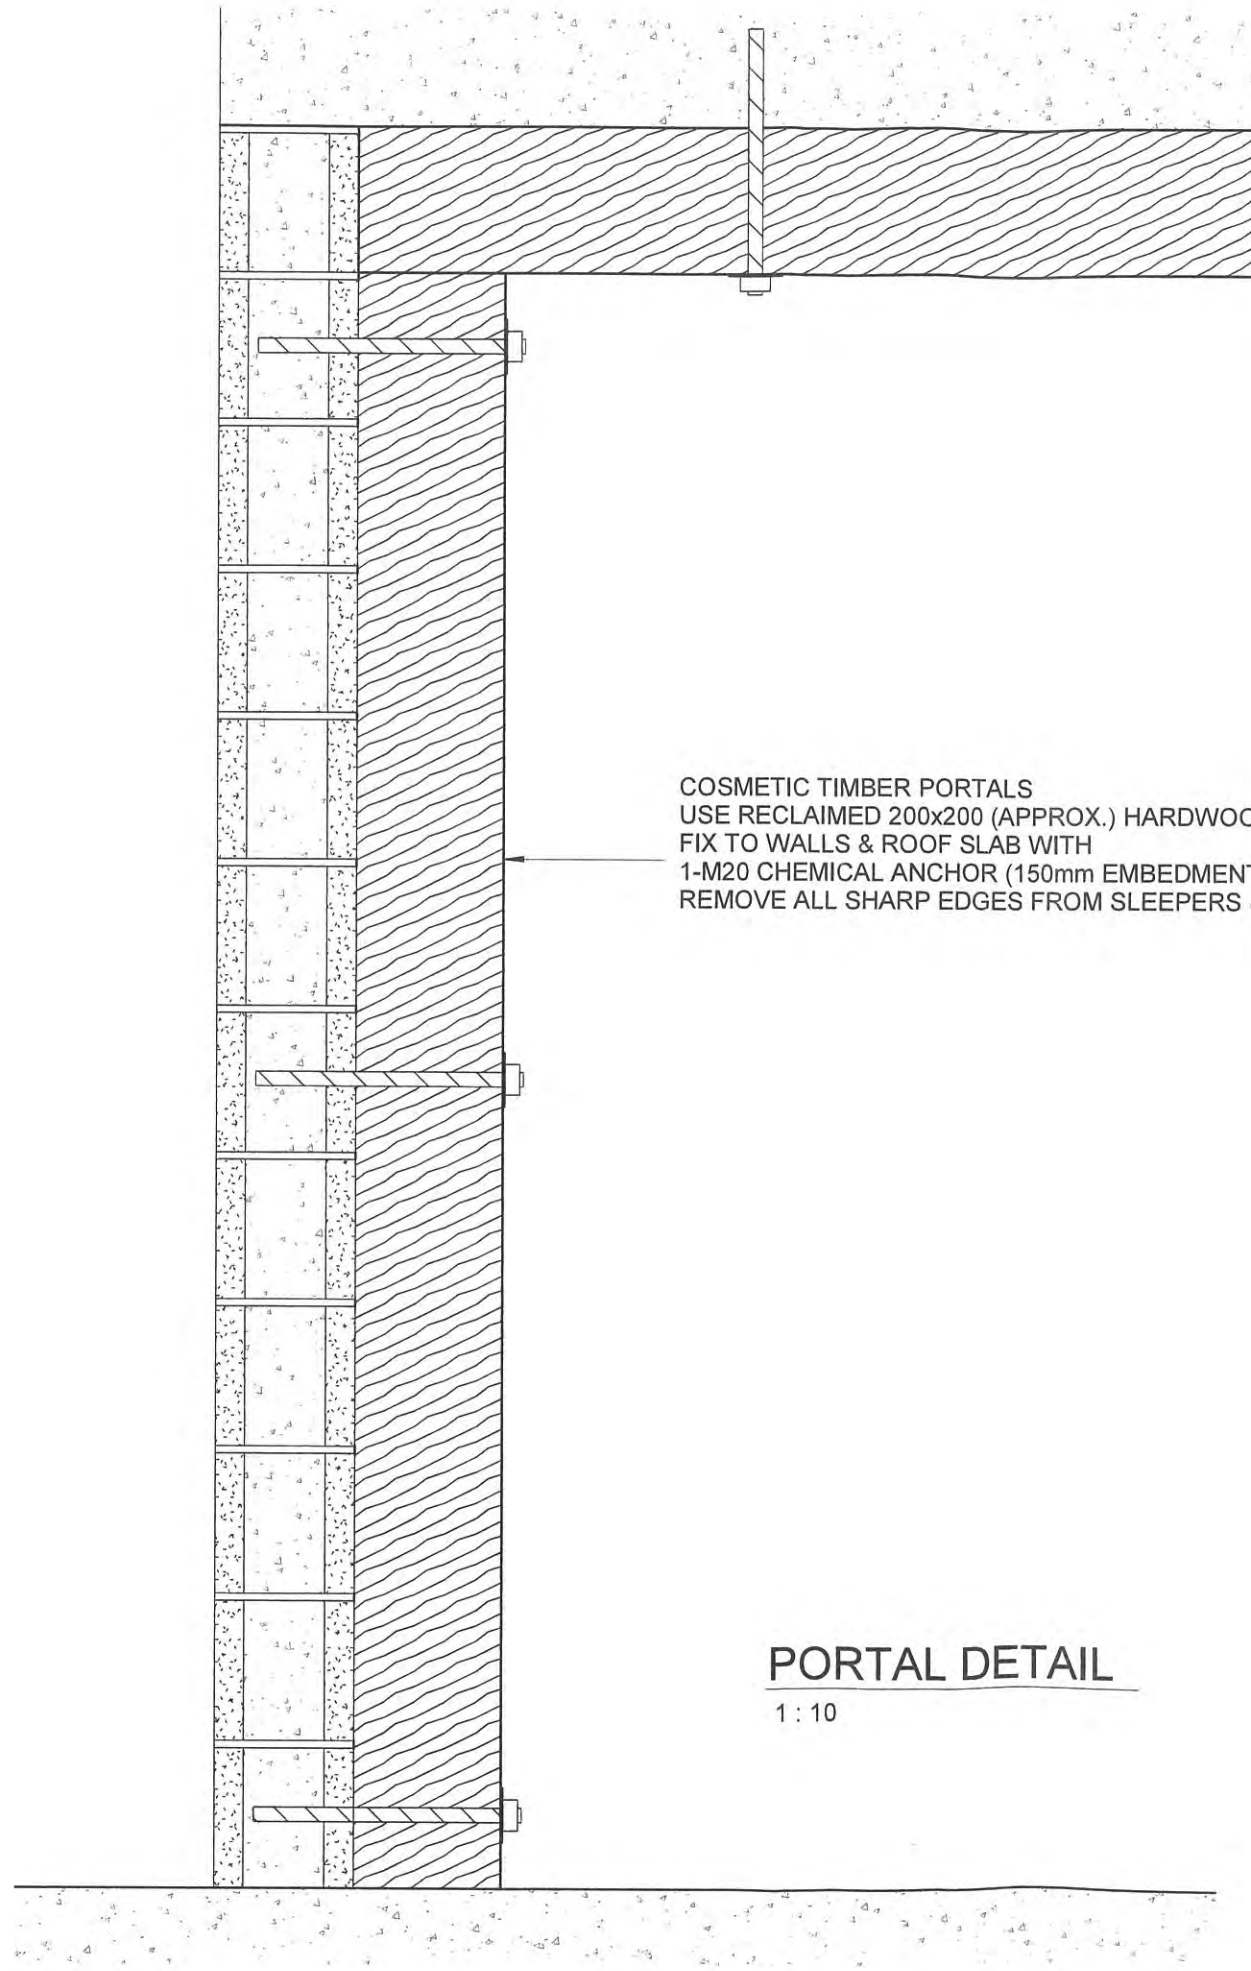 COSMETIC TIMBER PORTALS
USE RECLAIMED 200x200 (APPROX.) HARDWOO
FIX TO WALLS & ROOF SLAB WITH
1-M20 CHEMICAL ANCHOR (150mm EMBEDMENT
REMOVE ALL SHARP EDGES FROM SLEEPERS
PORTAL DETAIL
1 : 10